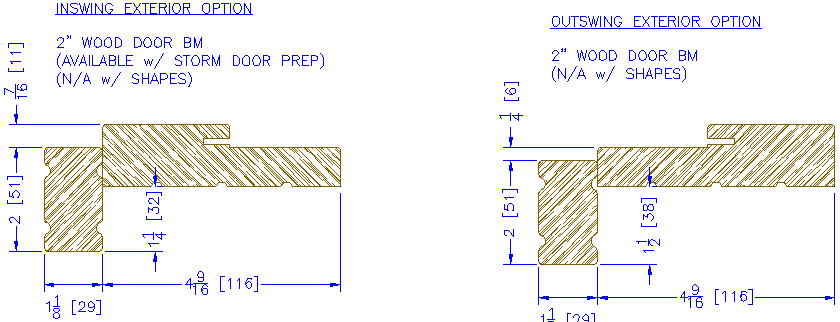 INSWING EXTERIOR OPTION
2" WOOD DOOR BM
(AVAILABLE w/ STORM DOOR PREP)
(N/A w/ SHAPES)
7/16 [11]
2 [51]
1 1/4 [32]
4 9/16 [116]
1 1/8 [29]
OUTSWING EXTERIOR OPTION
2" WOOD DOOR BM
(N/A w/ SHAPES)
1/4 [6]
2 [51]
1 1/2 [38]
4 9/16 [116]
[29]